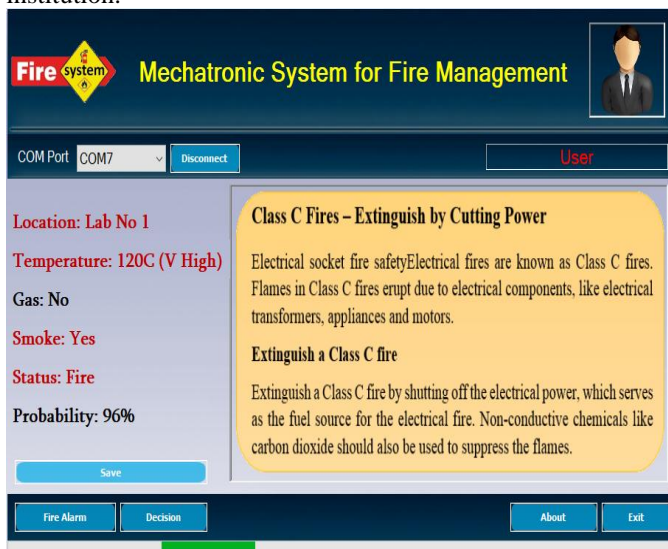 institution.
Fire system
Mechatronic System for Fire Management
COM Port COM7 Disconnect
User
Location: Lab No 1
Temperature: 120C (V High)
Gas: No
Smoke: Yes
Status: Fire
Probability: 96%
Save
Class C Fires – Extinguish by Cutting Power
Electrical socket fire safetyElectrical fires are known as Class C fires.
Flames in Class C fires erupt due to electrical components, like electrical
transformers, appliances and motors.
Extinguish a Class C fire
Extinguish a Class C fire by shutting off the electrical power, which serves
as the fuel source for the electrical fire. Non-conductive chemicals like
carbon dioxide should also be used to suppress the flames.
Fire Alarm Decision About Exit